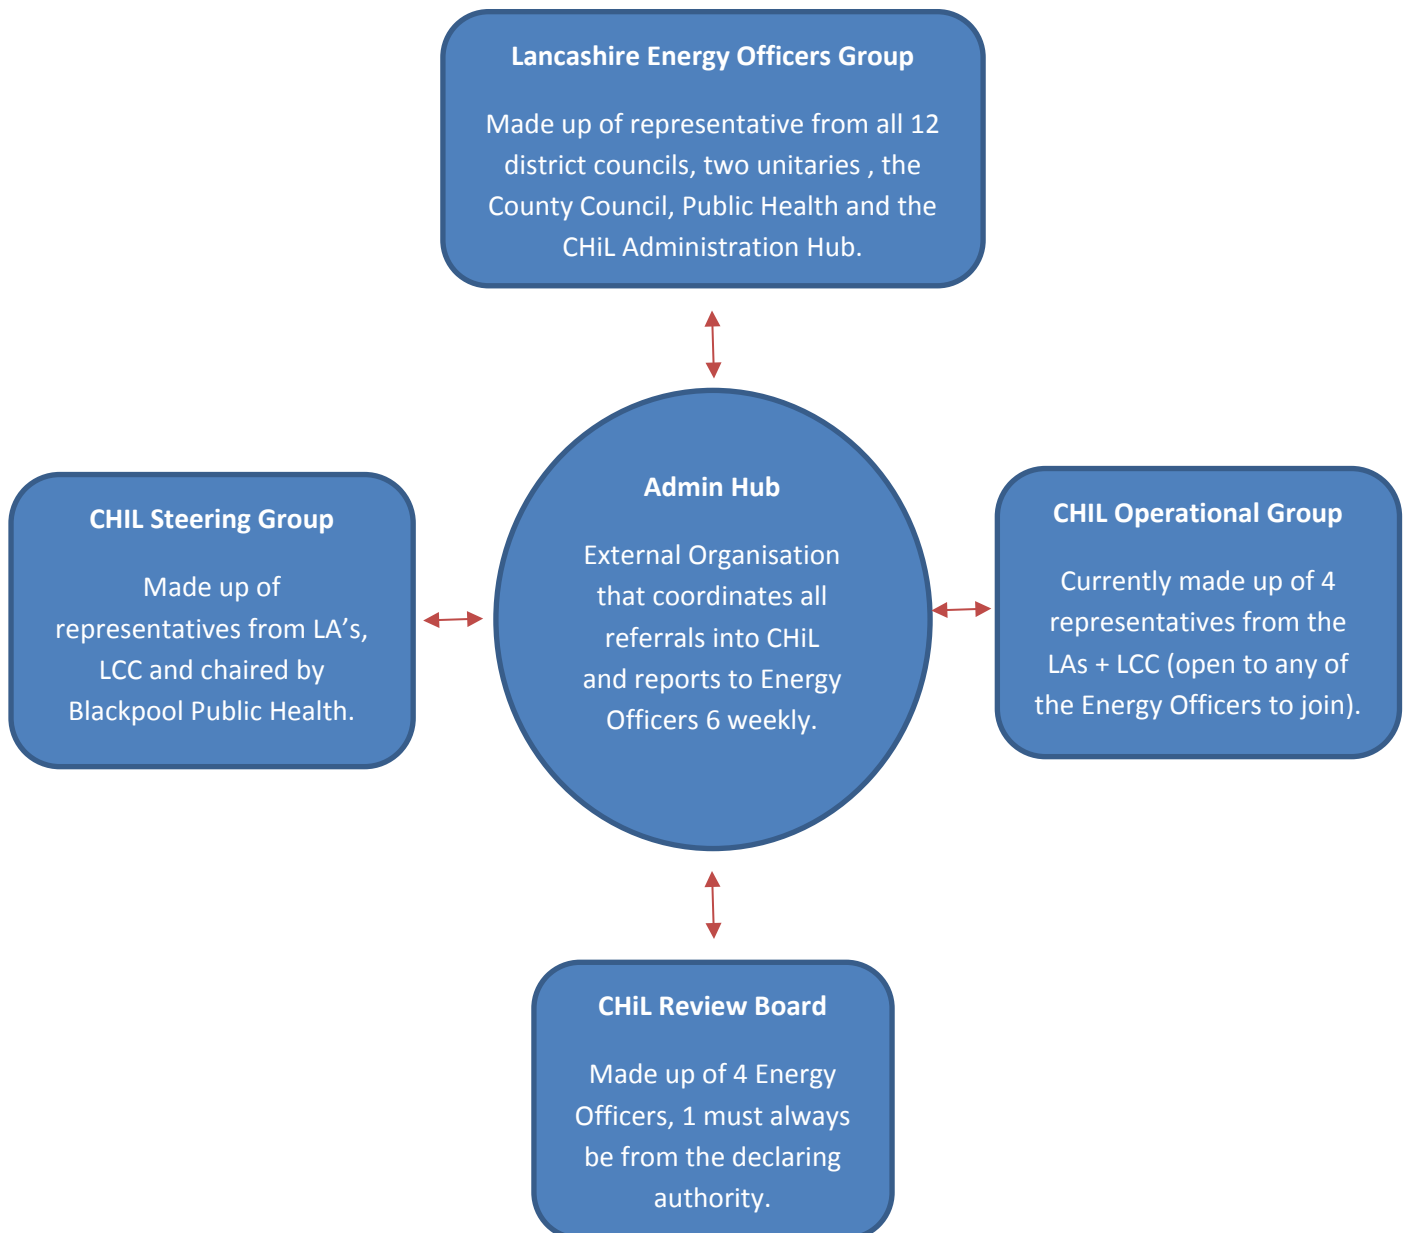 Lancashire Energy Officers Group
Made up of representative from all 12
district councils, two unitaries , the
County Council, Public Health and the
CHiL Administration Hub.
CHIL Steering Group
Made up of
representatives from LA’s,
LCC and chaired by
Blackpool Public Health.
Admin Hub
External Organisation
that coordinates all
referrals into CHiL
and reports to Energy
Officers 6 weekly.
CHIL Operational Group
Currently made up of 4
representatives from the
LAs + LCC (open to any of
the Energy Officers to join).
CHiL Review Board
Made up of 4 Energy
Officers, 1 must always
be from the declaring
authority.